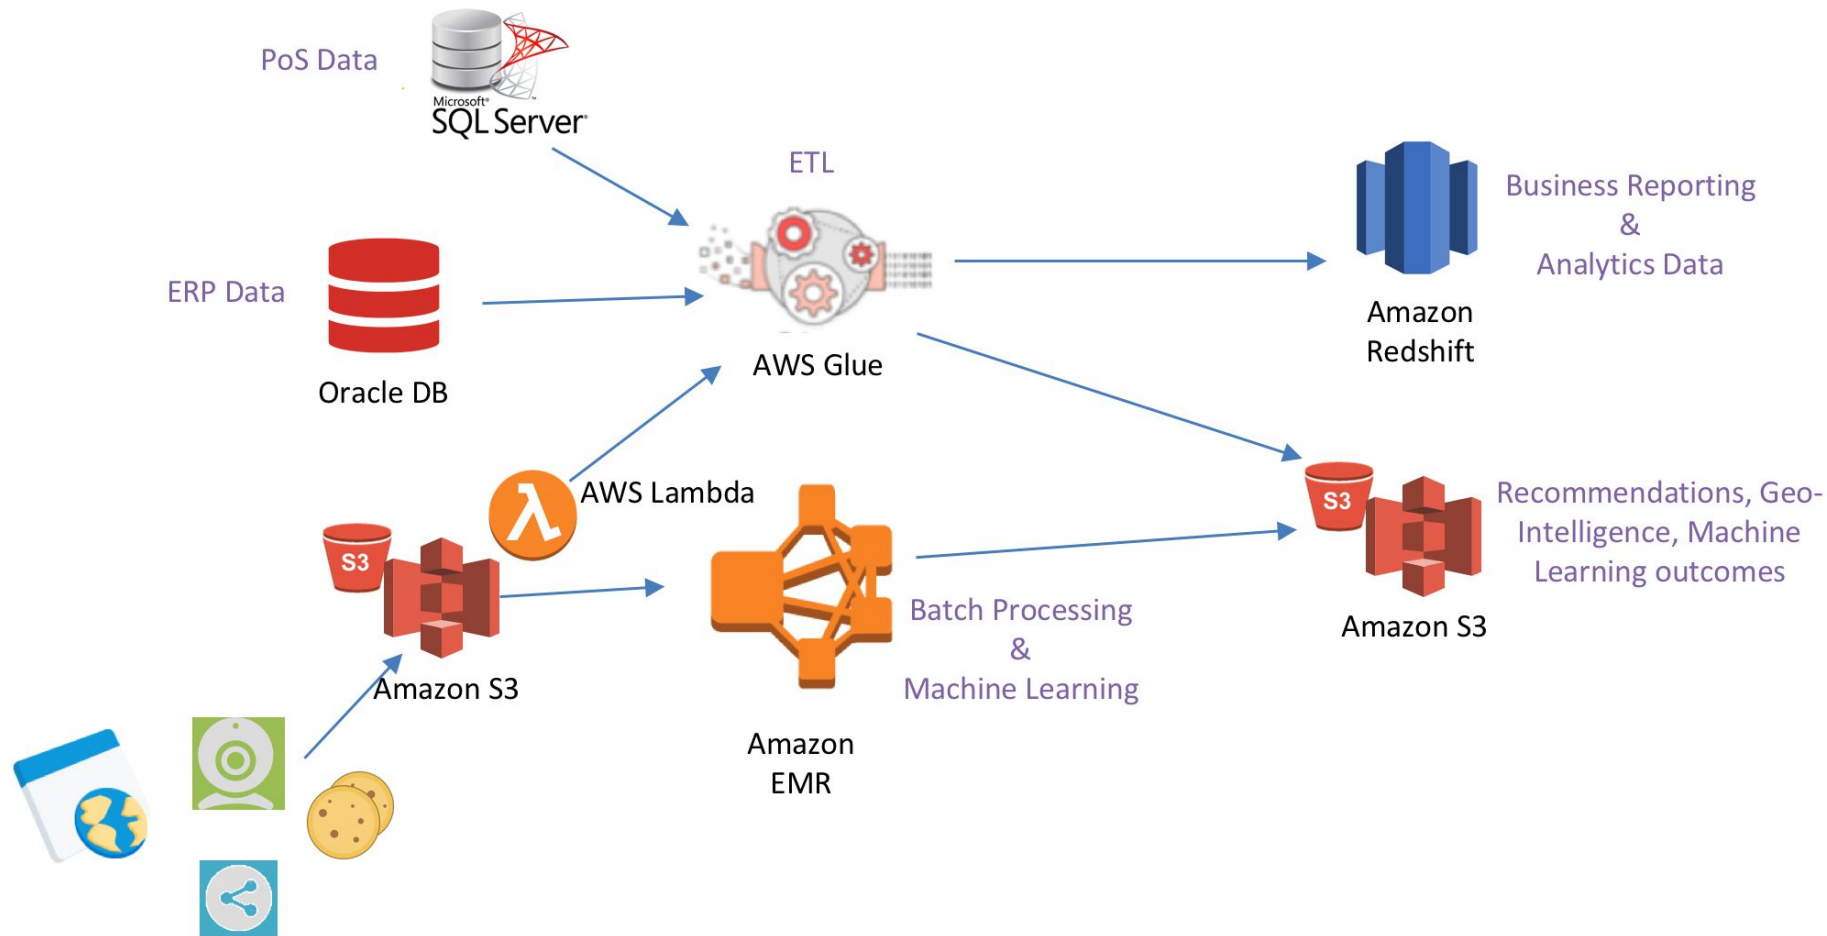 PoS Data
Microsoft®
SQL Server®
ETL
ERP Data
Oracle DB
AWS Glue
Business Reporting
&
Analytics Data
Amazon
Redshift
AWS Lambda
S3
Amazon S3
Batch Processing
&
Machine Learning
Amazon
EMR
S3
Recommendations, Geo-
Intelligence, Machine
Learning outcomes
Amazon S3